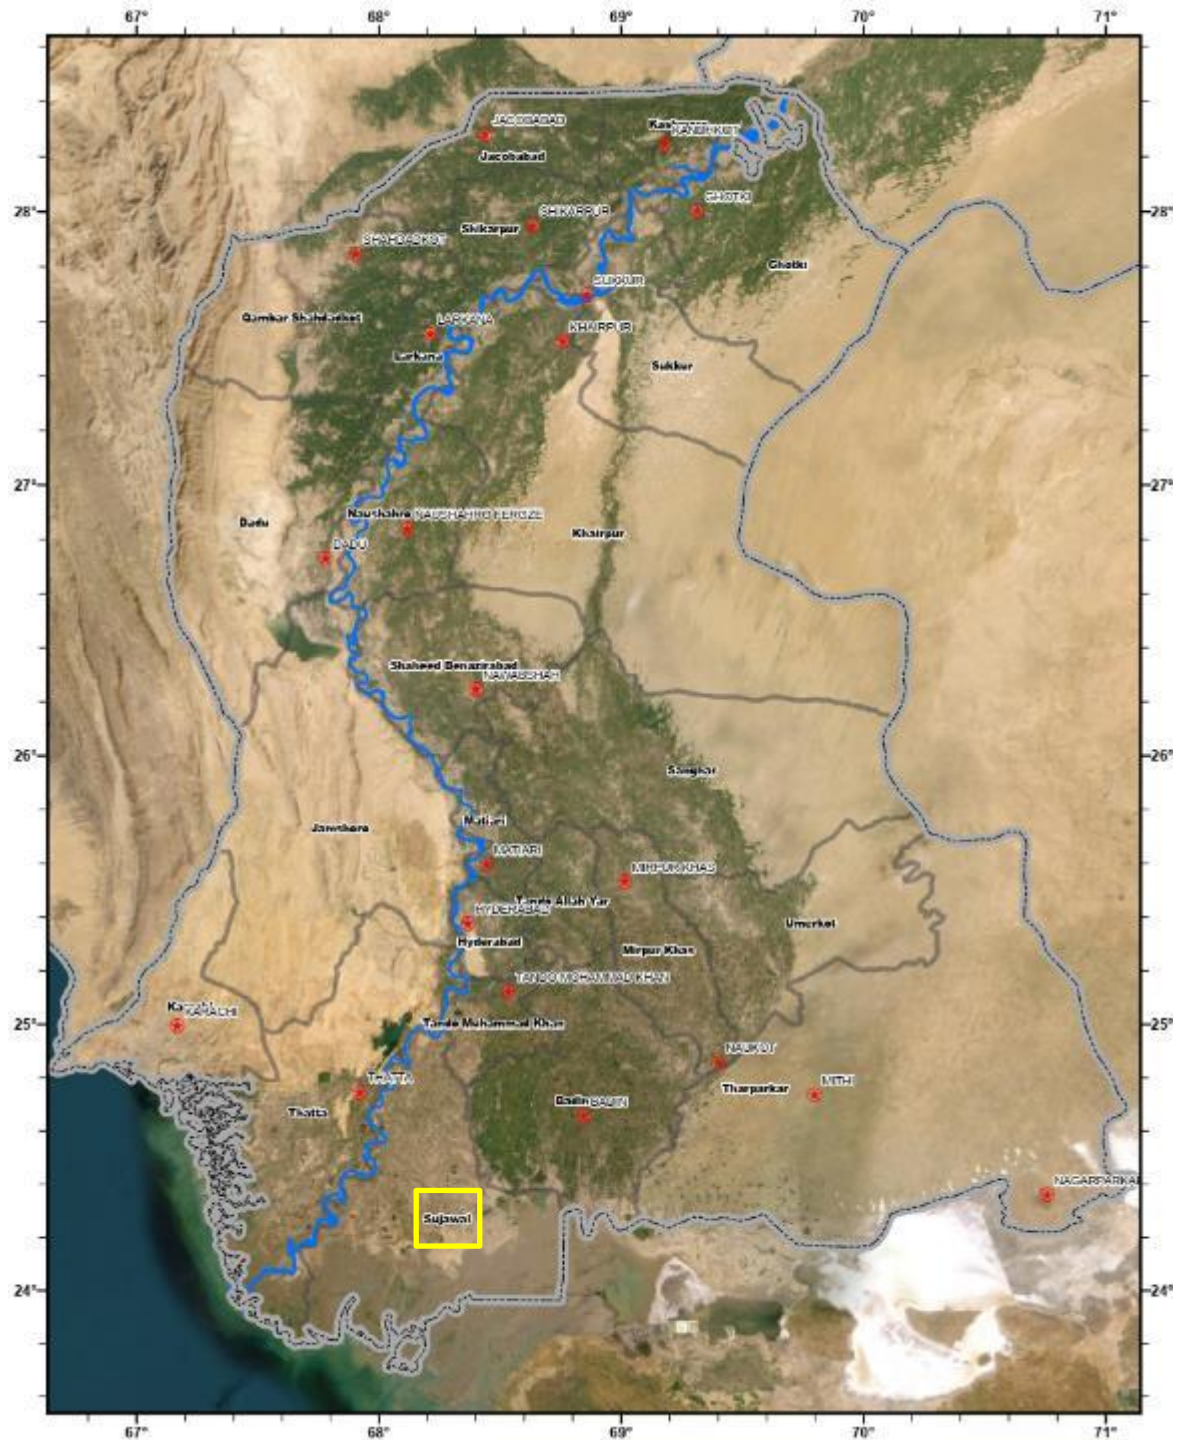 67° 68° 69° 70° 71°
JACOBABAD
KANDHKOT
Jacobabad
GHOTKI
28° 28°
SHIKARPUR
Shikarpur
SHAHDADKOT
Ghotki
SUKKUR
Qambar Shahdadkot
LARKANA
KHAIRPUR
Larkana
Sukkur
27° 27°
Naushahro NAUSHAHRO FEROZE
Dadu
Khairpur
DADU
Shaheed Benazirabad
NAWABSHAH
26° 26°
Sanghar
Matiari
Jamshoro
MATIARI
MIRPUR KHAS
Tando Allah Yar
HYDERABAD
Umerkot
Hyderabad
Mirpur Khas
TANDO MOHAMMAD KHAN
KARACHI
25° 25°
Tando Muhammad Khan
NAUKOT
THATTA
MITHI
Tharparkar
Thatta
Badin BADIN
NAGARPARKAR
Sujawal
24° 24°
67° 68° 69° 70° 71°